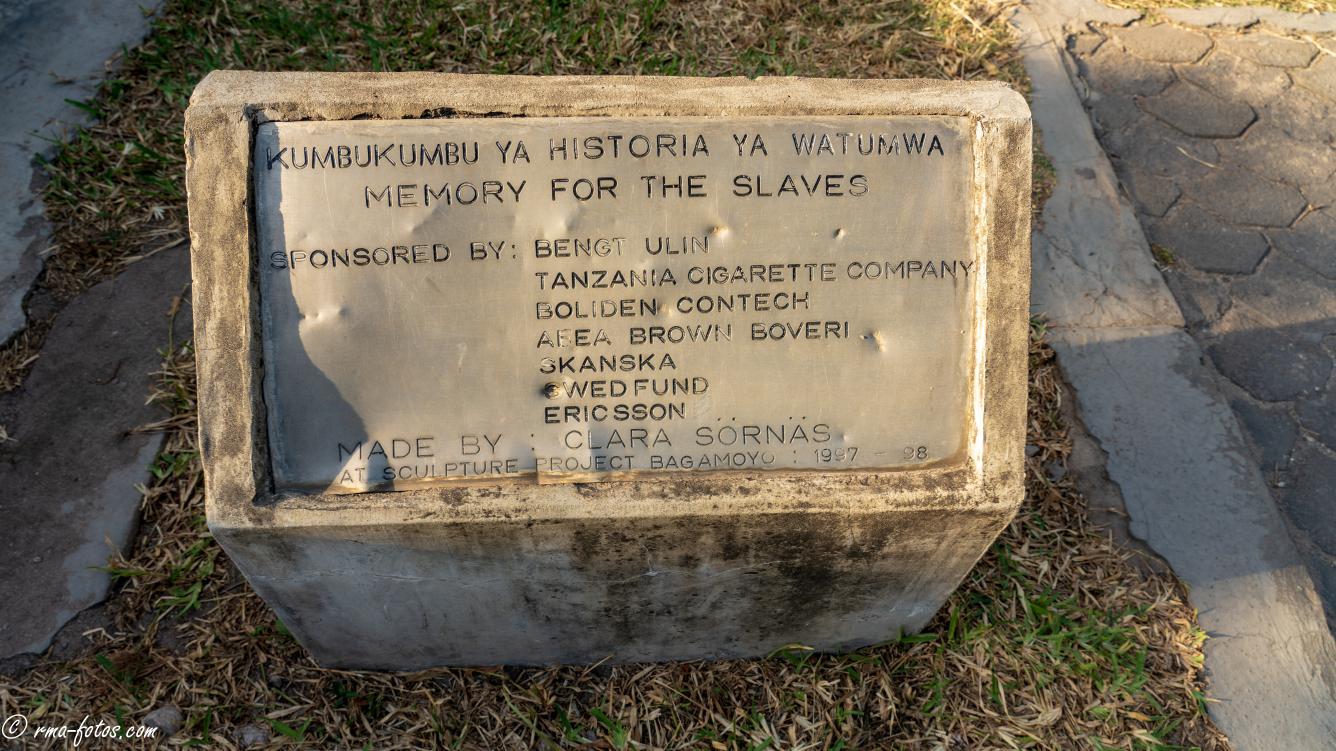 KUMBUKUMBU YA HISTORIA YA WATUMWA
MEMORY FOR THE SLAVES
SPONSORED BY: BENGT ULIN
TANZANIA CIGARETTE COMPANY
BOLIDEN CONTECH
ABEA BROWN BOVERI
SKANSKA
SWEDFUND
ERICSSON
MADE BY : CLARA SÖRNÄS
AT SCULPTURE PROJECT BAGAMOYO : 1997 - 98
© rma-fotos.com